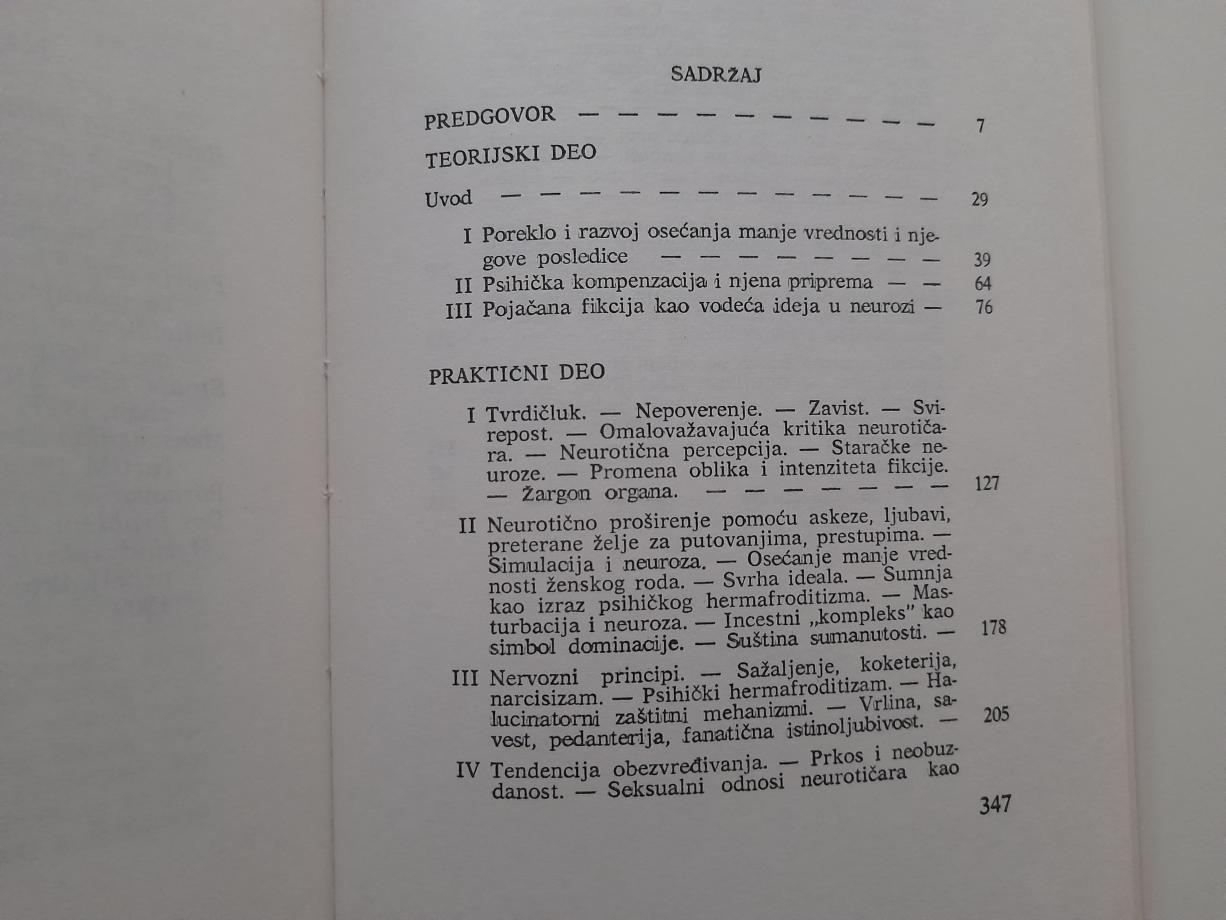 SADRŽAJ
PREDGOVOR — — — — — — — — — — 7
TEORIJSKI DEO
Uvod — — — — — — — — — — — — 29
I Poreklo i razvoj osećanja manje vrednosti i nje-
gove posledice — — — — — — — — 39
II Psihička kompenzacija i njena priprema — — 64
III Pojačana fikcija kao vodeća ideja u neurozi — 76
PRAKTIČNI DEO
I Tvrdičluk. — Nepoverenje. — Zavist. — Svi-
repost. — Omalovažavajuća kritika neurotiča-
ra. — Neurotična percepcija. — Staračke ne-
uroze. — Promena oblika i intenziteta fikcije.
— Žargon organa. — — — — — — — 127
II Neurotično proširenje pomoću askeze, ljubavi,
preterane želje za putovanjima, prestupima. —
Simulacija i neuroza. — Osećanje manje vred-
nosti ženskog roda. — Svrha ideala. — Sumnja
kao izraz psihičkog hermafroditizma. — Mas-
turbacija i neuroza. — Incestni „kompleks" kao
simbol dominacije. — Suština sumanutosti. — 178
III Nervozni principi. — Sažaljenje, koketerija,
narcisizam. — Psihički hermafroditizam. — Ha-
lucinatorni zaštitni mehanizmi. — Vrlina, sa-
vest, pedanterija, fanatična istinoljubivost. — 205
IV Tendencija obezvređivanja. — Prkos i neobuz-
danost. — Seksualni odnosi neurotičara kao
347